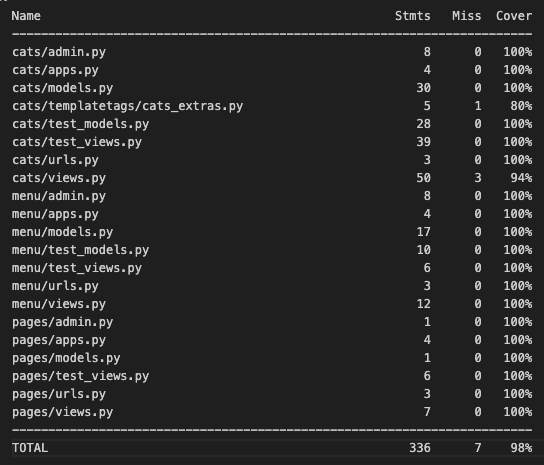 Name Stmts Miss Cover
cats/admin.py 8 0 100%
cats/apps.py 4 0 100%
cats/models.py 30 0 100%
cats/templatetags/cats_extras.py 5 1 80%
cats/test_models.py 28 0 100%
cats/test_views.py 39 0 100%
cats/urls.py 3 0 100%
cats/views.py 50 3 94%
menu/admin.py 8 0 100%
menu/apps.py 4 0 100%
menu/models.py 17 0 100%
menu/test_models.py 10 0 100%
menu/test_views.py 6 0 100%
menu/urls.py 3 0 100%
menu/views.py 12 0 100%
pages/admin.py 1 0 100%
pages/apps.py 4 0 100%
pages/models.py 1 0 100%
pages/test_views.py 6 0 100%
pages/urls.py 3 0 100%
pages/views.py 7 0 100%
TOTAL 336 7 98%